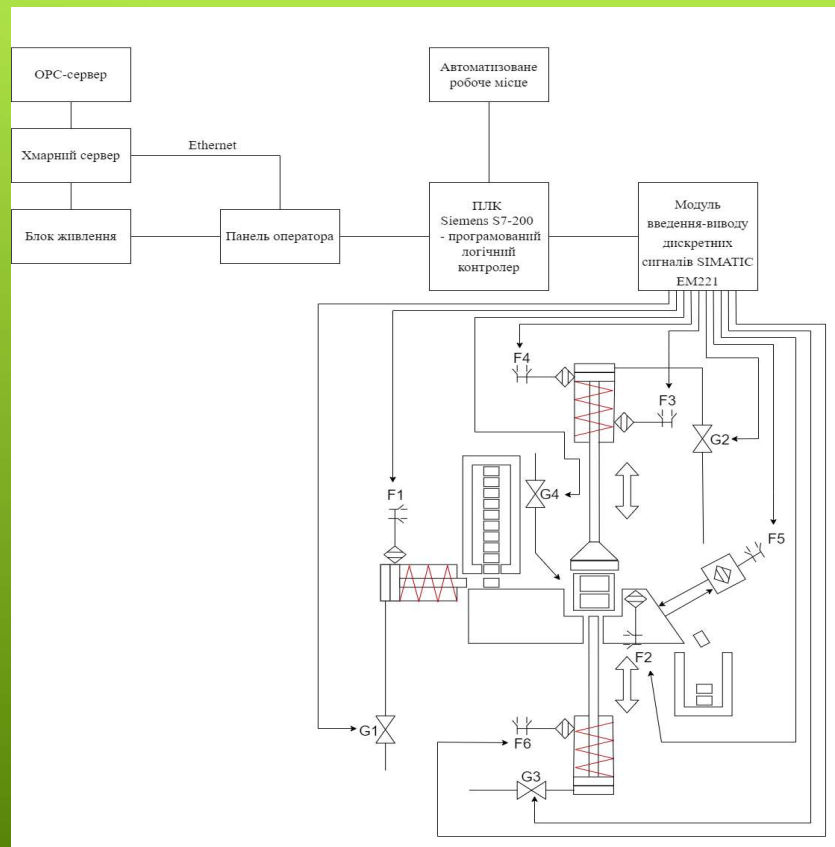 ОРС-сервер
Автоматизоване
робоче місце
Хмарний сервер
Ethernet
Блок живлення
Панель оператора
ПЛК
Siemens S7-200
- програмований
логічний
контролер
Модуль
введення-виводу
дискретних
сигналів SIMATIC
EM221
F4
F3
G2
F1
G4
F5
F2
G1
F6
G3